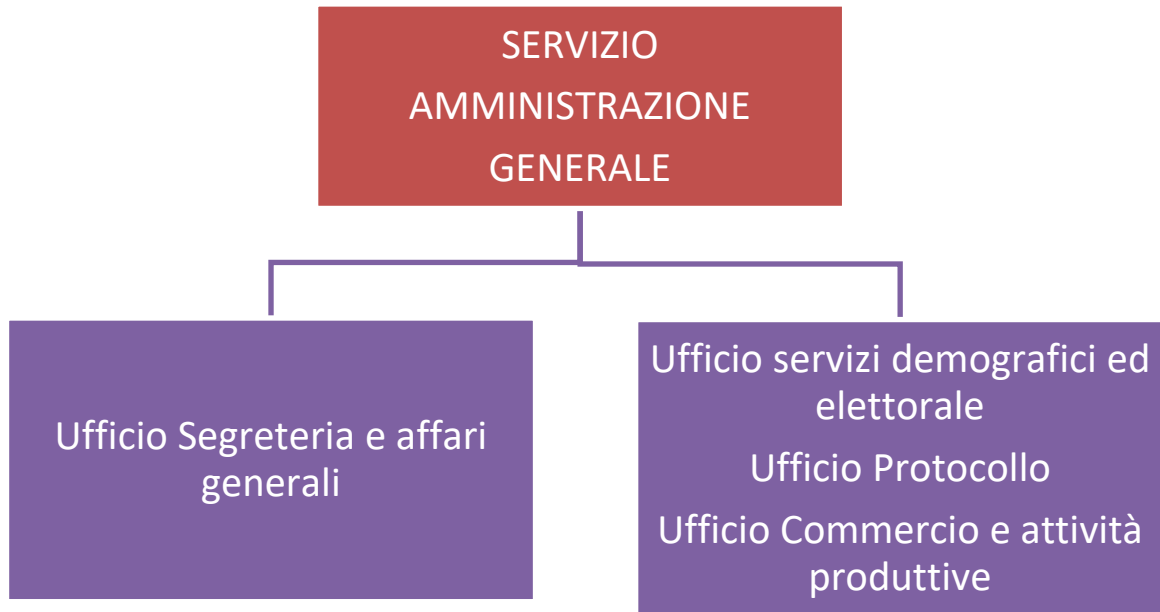 SERVIZIO
AMMINISTRAZIONE
GENERALE
Ufficio Segreteria e affari
generali
Ufficio servizi demografici ed
elettorale
Ufficio Protocollo
Ufficio Commercio e attività
produttive